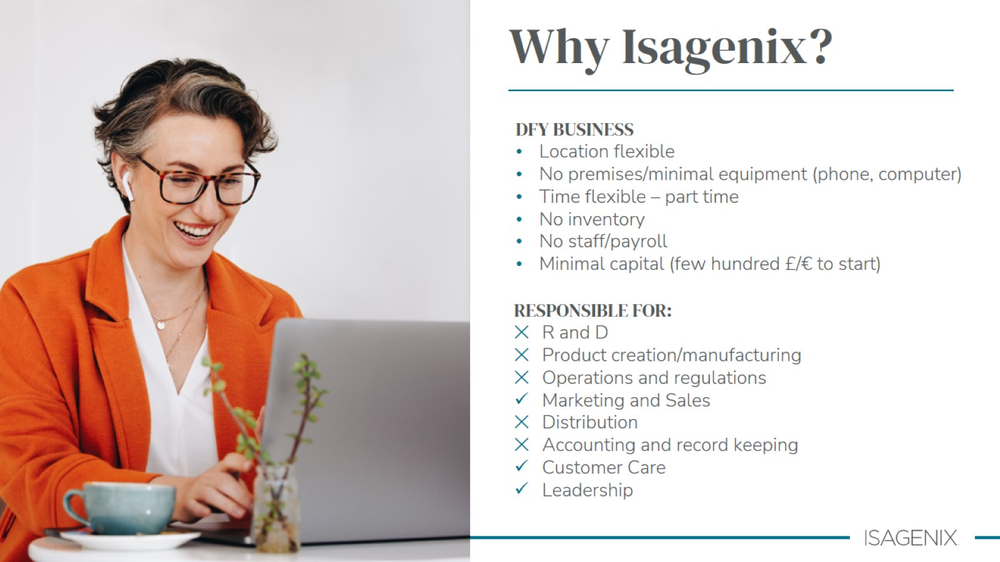 Why Isagenix?
DFY BUSINESS
• Location flexible
• No premises/minimal equipment (phone, computer)
• Time flexible – part time
• No inventory
• No staff/payroll
• Minimal capital (few hundred £/€ to start)
RESPONSIBLE FOR:
✕ R and D
✕ Product creation/manufacturing
✕ Operations and regulations
✓ Marketing and Sales
✕ Distribution
✕ Accounting and record keeping
✓ Customer Care
✓ Leadership
ISAGENIX